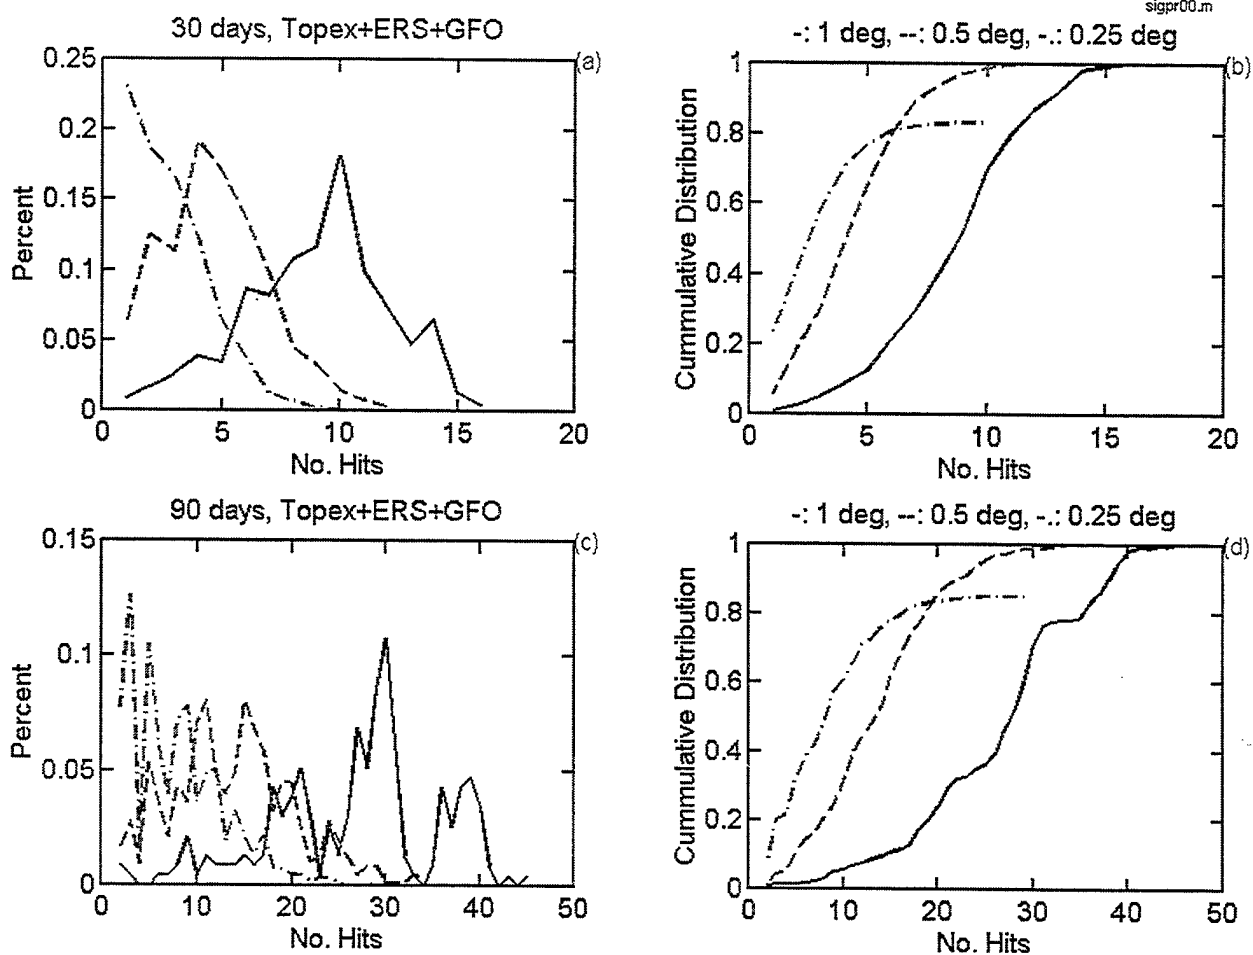 sigpr00.m
30 days, Topex+ERS+GFO
0.25
0.2
0.15
0.1
0.05
0
Percent
0
5
10
15
20
No. Hits
(a)
-: 1 deg, --: 0.5 deg, -.: 0.25 deg
1
0.8
0.6
0.4
0.2
0
Cummulative Distribution
0
5
10
15
20
No. Hits
(b)
90 days, Topex+ERS+GFO
0.15
0.1
0.05
0
Percent
0
10
20
30
40
50
No. Hits
(c)
-: 1 deg, --: 0.5 deg, -.: 0.25 deg
1
0.8
0.6
0.4
0.2
0
Cummulative Distribution
0
10
20
30
40
50
No. Hits
(d)